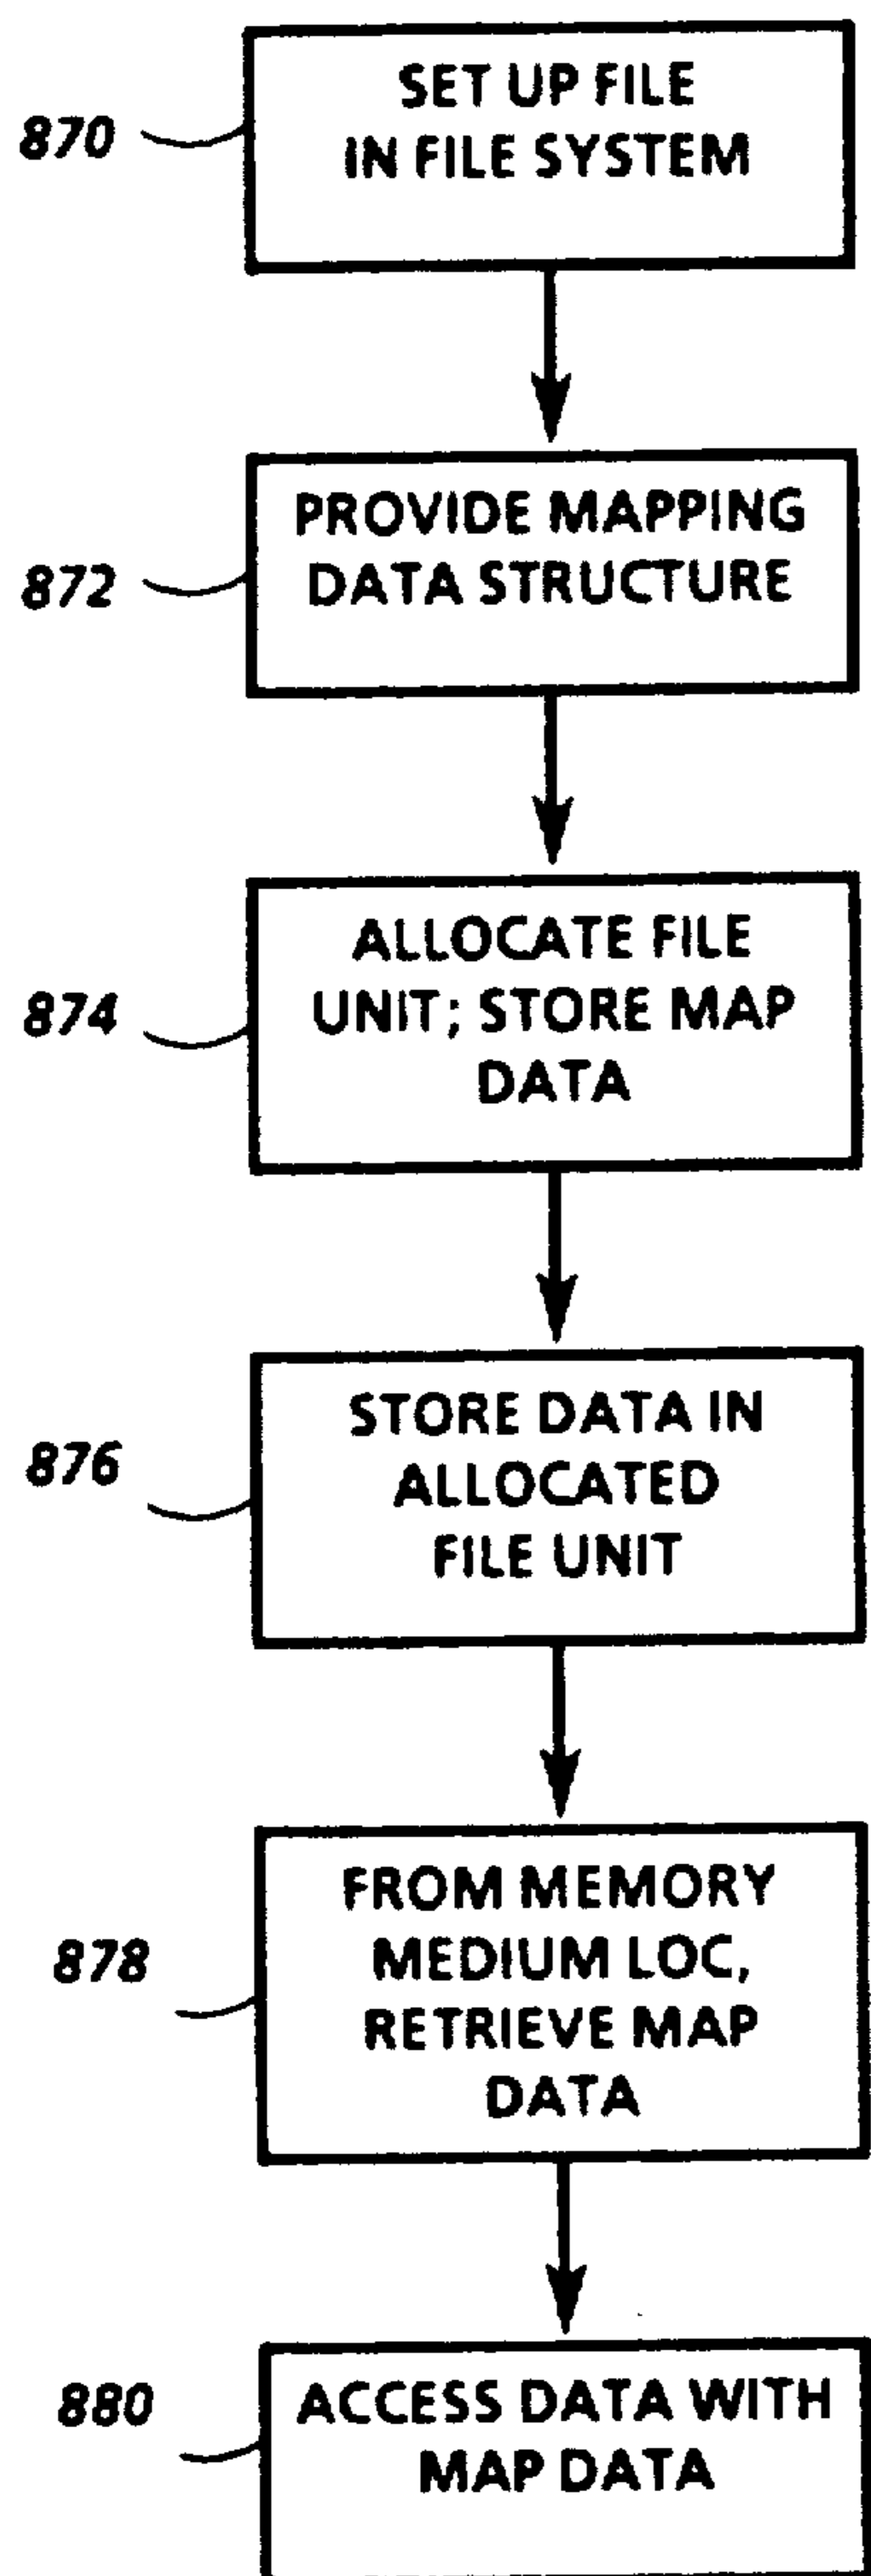 SET UP FILE
IN FILE SYSTEM
870
PROVIDE MAPPING
DATA STRUCTURE
872
ALLOCATE FILE
UNIT; STORE MAP
DATA
874
STORE DATA IN
ALLOCATED
FILE UNIT
876
FROM MEMORY
MEDIUM LOC,
RETRIEVE MAP
DATA
878
ACCESS DATA WITH
MAP DATA
880